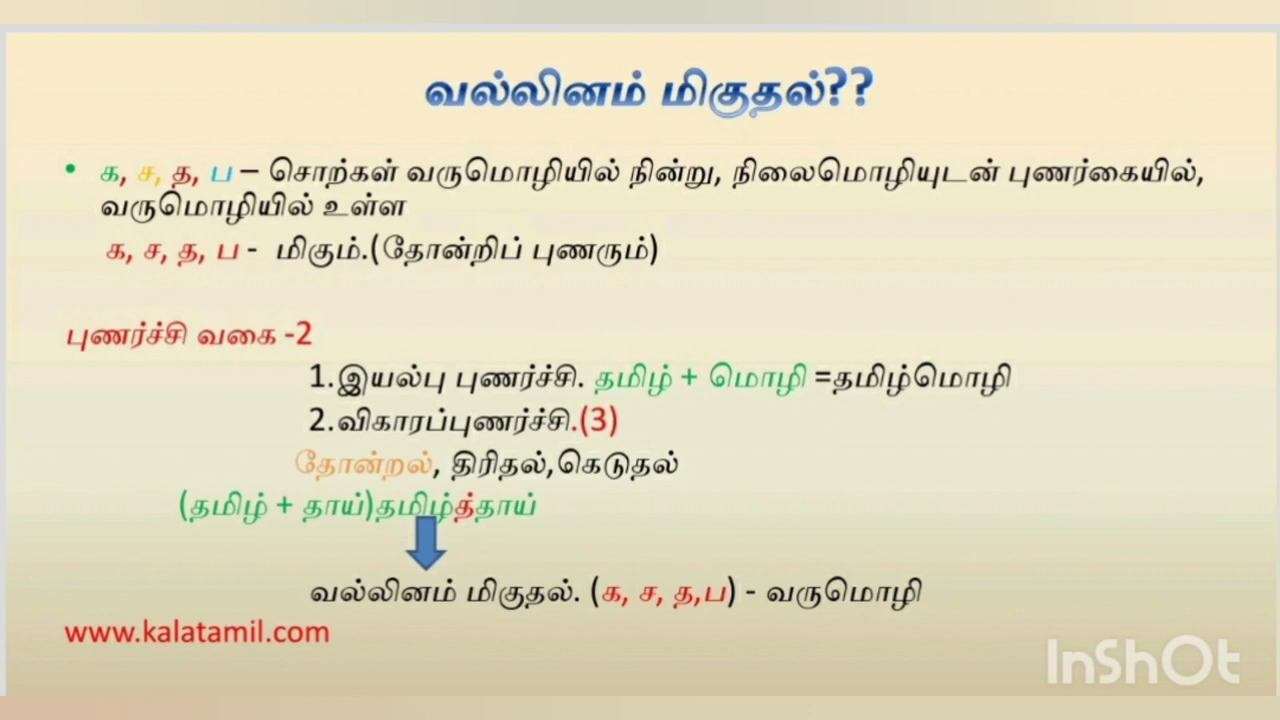 வல்லினம் மிகுதல்??
• க, ச, த, ப – சொற்கள் வருமொழியில் நின்று, நிலைமொழியுடன் புணர்கையில்,
வருமொழியில் உள்ள
க, ச, த, ப - மிகும்.(தோன்றிப் புணரும்)
புணர்ச்சி வகை -2
1.இயல்பு புணர்ச்சி. தமிழ் + மொழி =தமிழ்மொழி
2.விகாரப்புணர்ச்சி.(3)
தோன்றல், திரிதல்,கெடுதல்
(தமிழ் + தாய்)தமிழ்த்தாய்
வல்லினம் மிகுதல். (க, ச, த,ப) - வருமொழி
www.kalatamil.com
InShOt